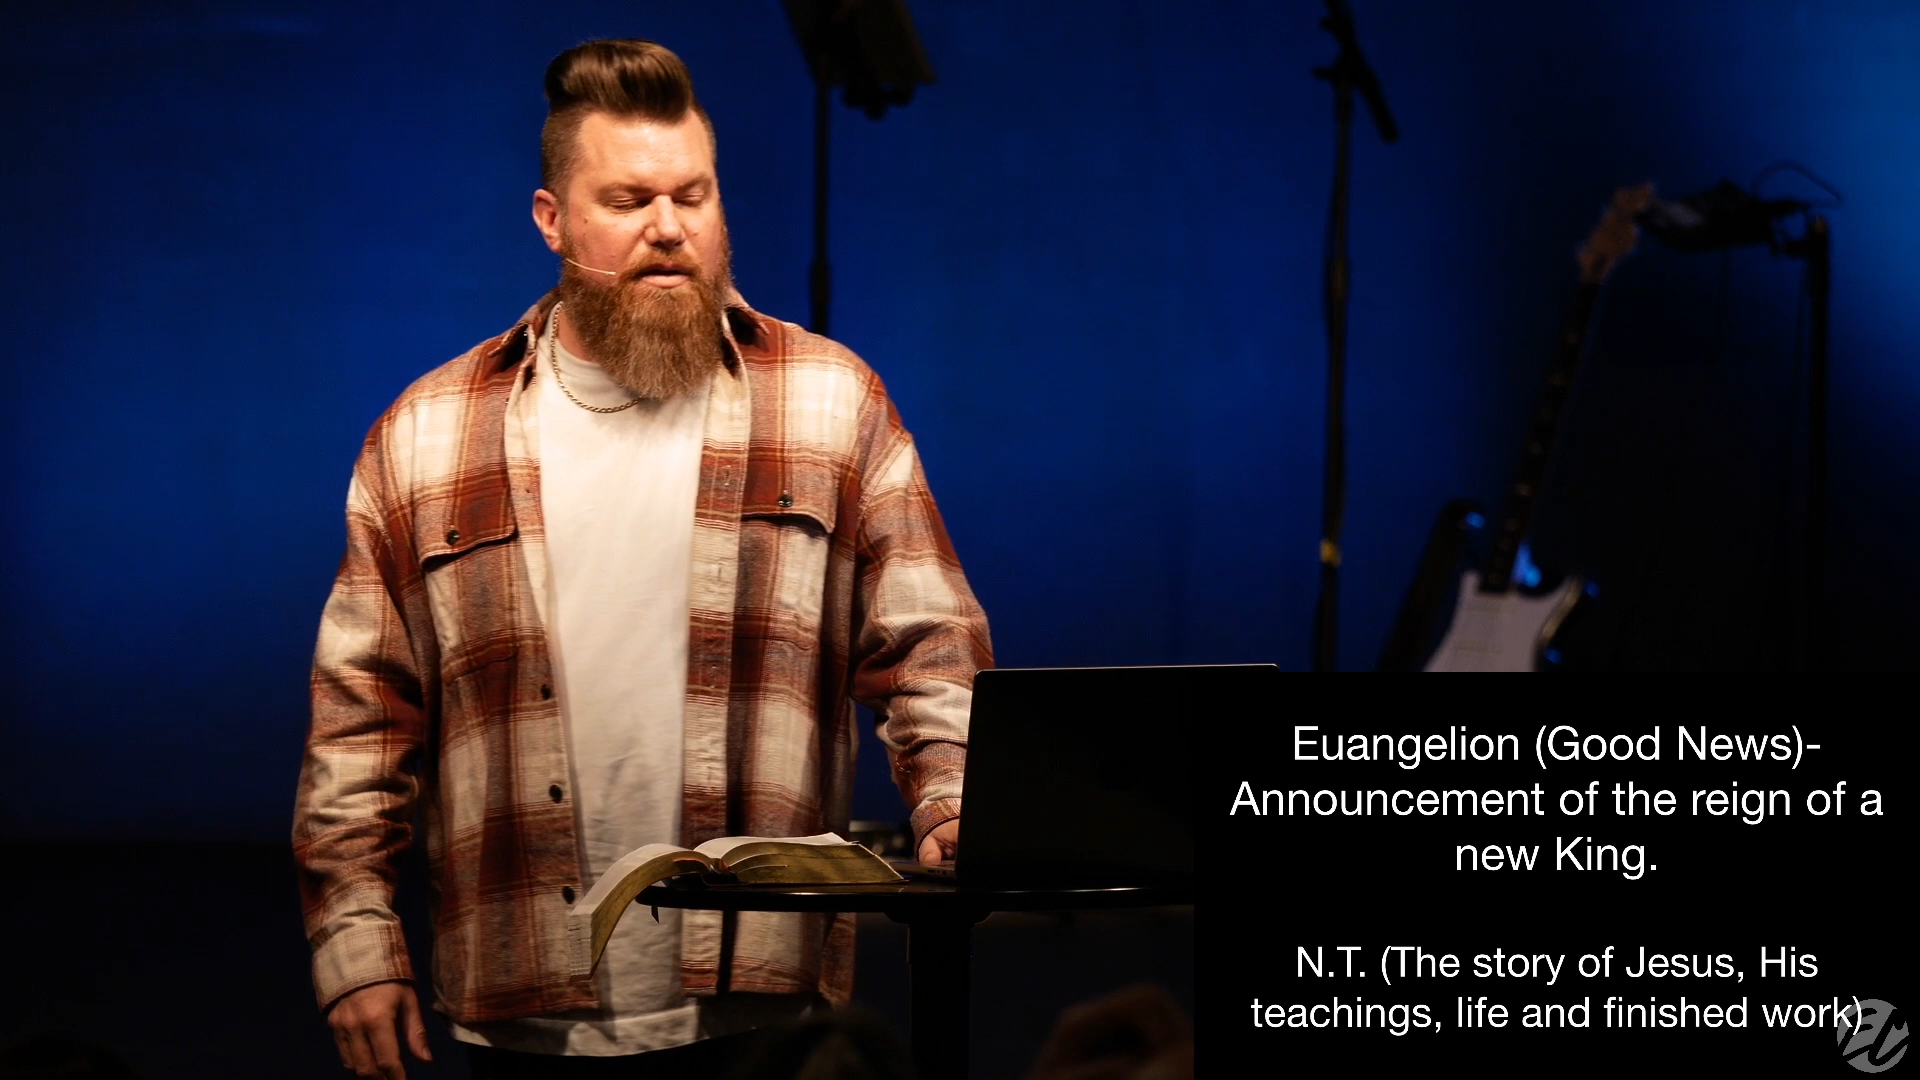 Euangelion (Good News)-
Announcement of the reign of a
new King.
N.T. (The story of Jesus, His
teachings, life and finished work)